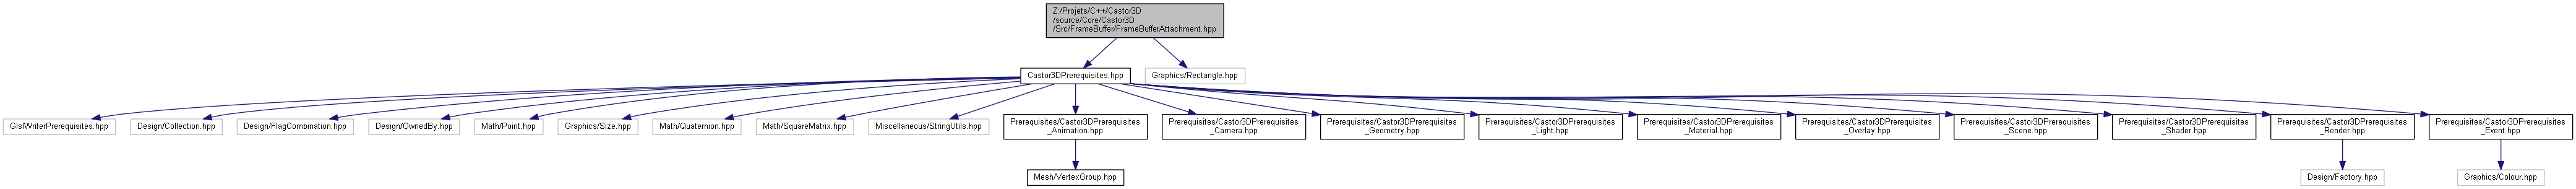 Z:/Projets/C++/Castor3D
/source/Core/Castor3D
/Src/FrameBuffer/FrameBufferAttachment.hpp
Castor3DPrerequisites.hpp
Graphics/Rectangle.hpp
GlslWriterPrerequisites.hpp
Design/Collection.hpp
Design/FlagCombination.hpp
Design/OwnedBy.hpp
Math/Point.hpp
Graphics/Size.hpp
Math/Quaternion.hpp
Math/SquareMatrix.hpp
Miscellaneous/StringUtils.hpp
Prerequisites/Castor3DPrerequisites
_Animation.hpp
Prerequisites/Castor3DPrerequisites
_Camera.hpp
Prerequisites/Castor3DPrerequisites
_Geometry.hpp
Prerequisites/Castor3DPrerequisites
_Light.hpp
Prerequisites/Castor3DPrerequisites
_Material.hpp
Prerequisites/Castor3DPrerequisites
_Overlay.hpp
Prerequisites/Castor3DPrerequisites
_Scene.hpp
Prerequisites/Castor3DPrerequisites
_Shader.hpp
Prerequisites/Castor3DPrerequisites
_Render.hpp
Prerequisites/Castor3DPrerequisites
_Event.hpp
Mesh/VertexGroup.hpp
Design/Factory.hpp
Graphics/Colour.hpp